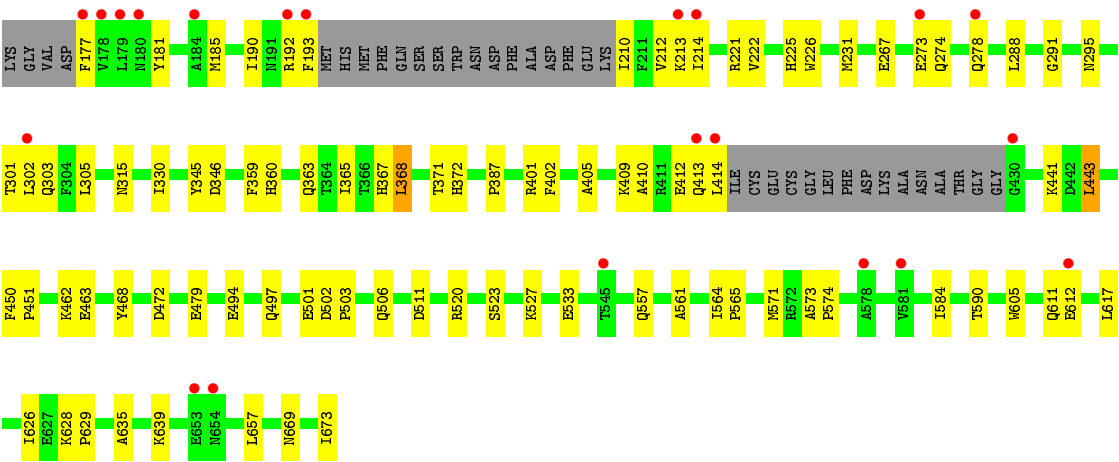 LYS GLY VAL ASP F177 V178 L179 N180 Y181 A184 M185 I190 N191 R192 F193 MET HIS MET PHE GLN SER SER TRP ASN ASP PHE ALA ASP PHE GLU LYS I210 F211 V212 K213 I214 R221 V222 H225 W226 M231 E267 E273 Q274 Q278 L288 G291 N295
T301 L302 Q303 F304 L305 N315 I330 Y345 D346 F359 H360 Q363 T364 I365 T366 H367 L368 T371 H372 P387 R401 F402 A405 K409 A410 R411 E412 Q413 L414 ILE CYS GLU CYS GLY LEU PHE ASP LYS ALA ASN ALA THR GLY GLY G430 K441 D442 L443
F450 P451 K462 E463 Y468 D472 E479 E494 Q497 E501 D502 P503 Q506 D511 R520 S523 K527 E533 T545 Q557 A561 I564 P565 M571 R572 A573 P574 A578 V581 I584 T590 W605 Q611 E612 L617
I626 E627 K628 P629 A635 K639 E653 N654 L657 N669 I673